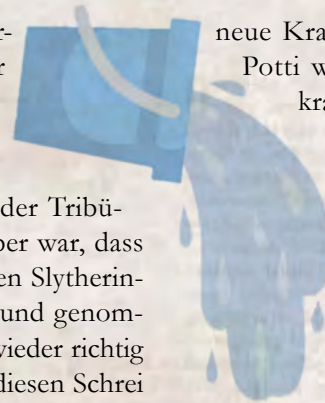 r-
r
der Tribü-
ber war, dass
en Slytherin-
und genom-
wieder richtig
diesen Schrei
neue Kra
Potti w
kra